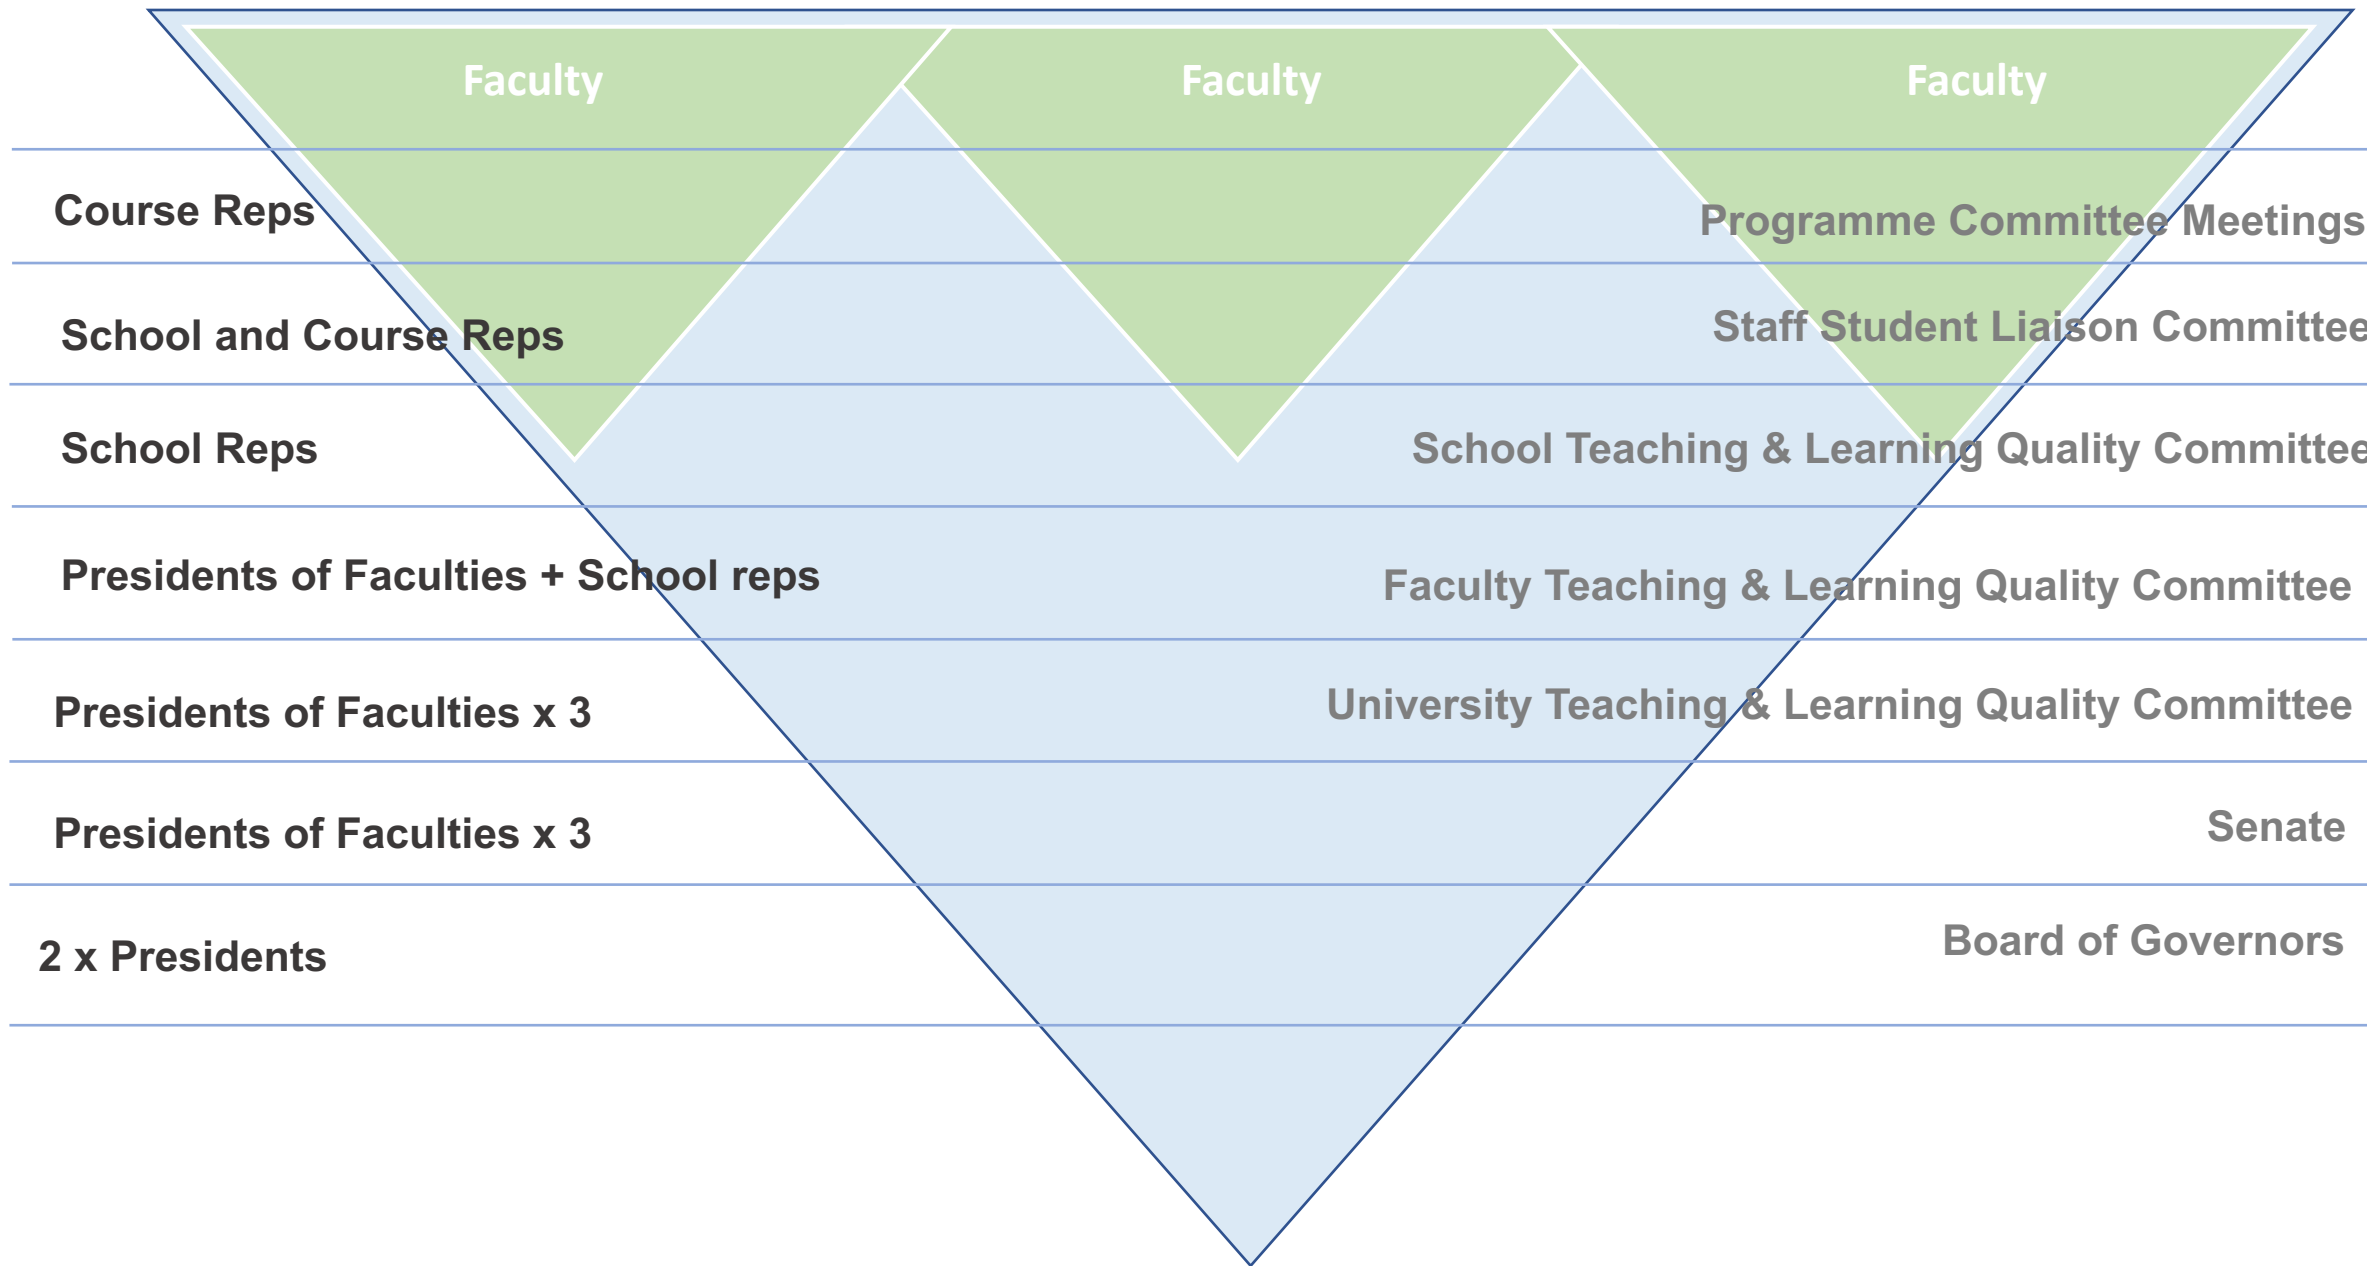 Faculty
Faculty
Faculty
Course Reps
Programme Committee Meetings
School and Course Reps
Staff Student Liaison Committee
School Reps
School Teaching & Learning Quality Committee
Presidents of Faculties + School reps
Faculty Teaching & Learning Quality Committee
Presidents of Faculties x 3
University Teaching & Learning Quality Committee
Presidents of Faculties x 3
Senate
2 x Presidents
Board of Governors